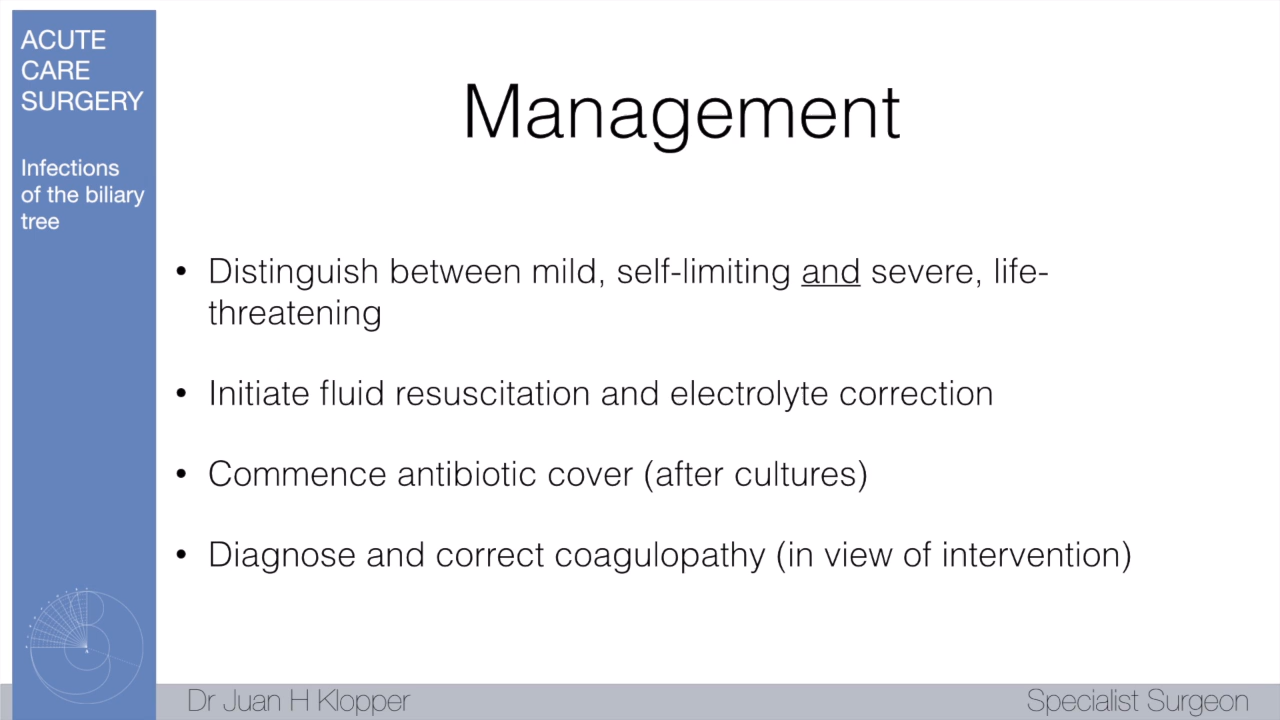 ACUTE
CARE
SURGERY
Infections
of the biliary
tree
Management
• Distinguish between mild, self-limiting and severe, life-
threatening
• Initiate fluid resuscitation and electrolyte correction
• Commence antibiotic cover (after cultures)
• Diagnose and correct coagulopathy (in view of intervention)
Dr Juan H Klopper
Specialist Surgeon